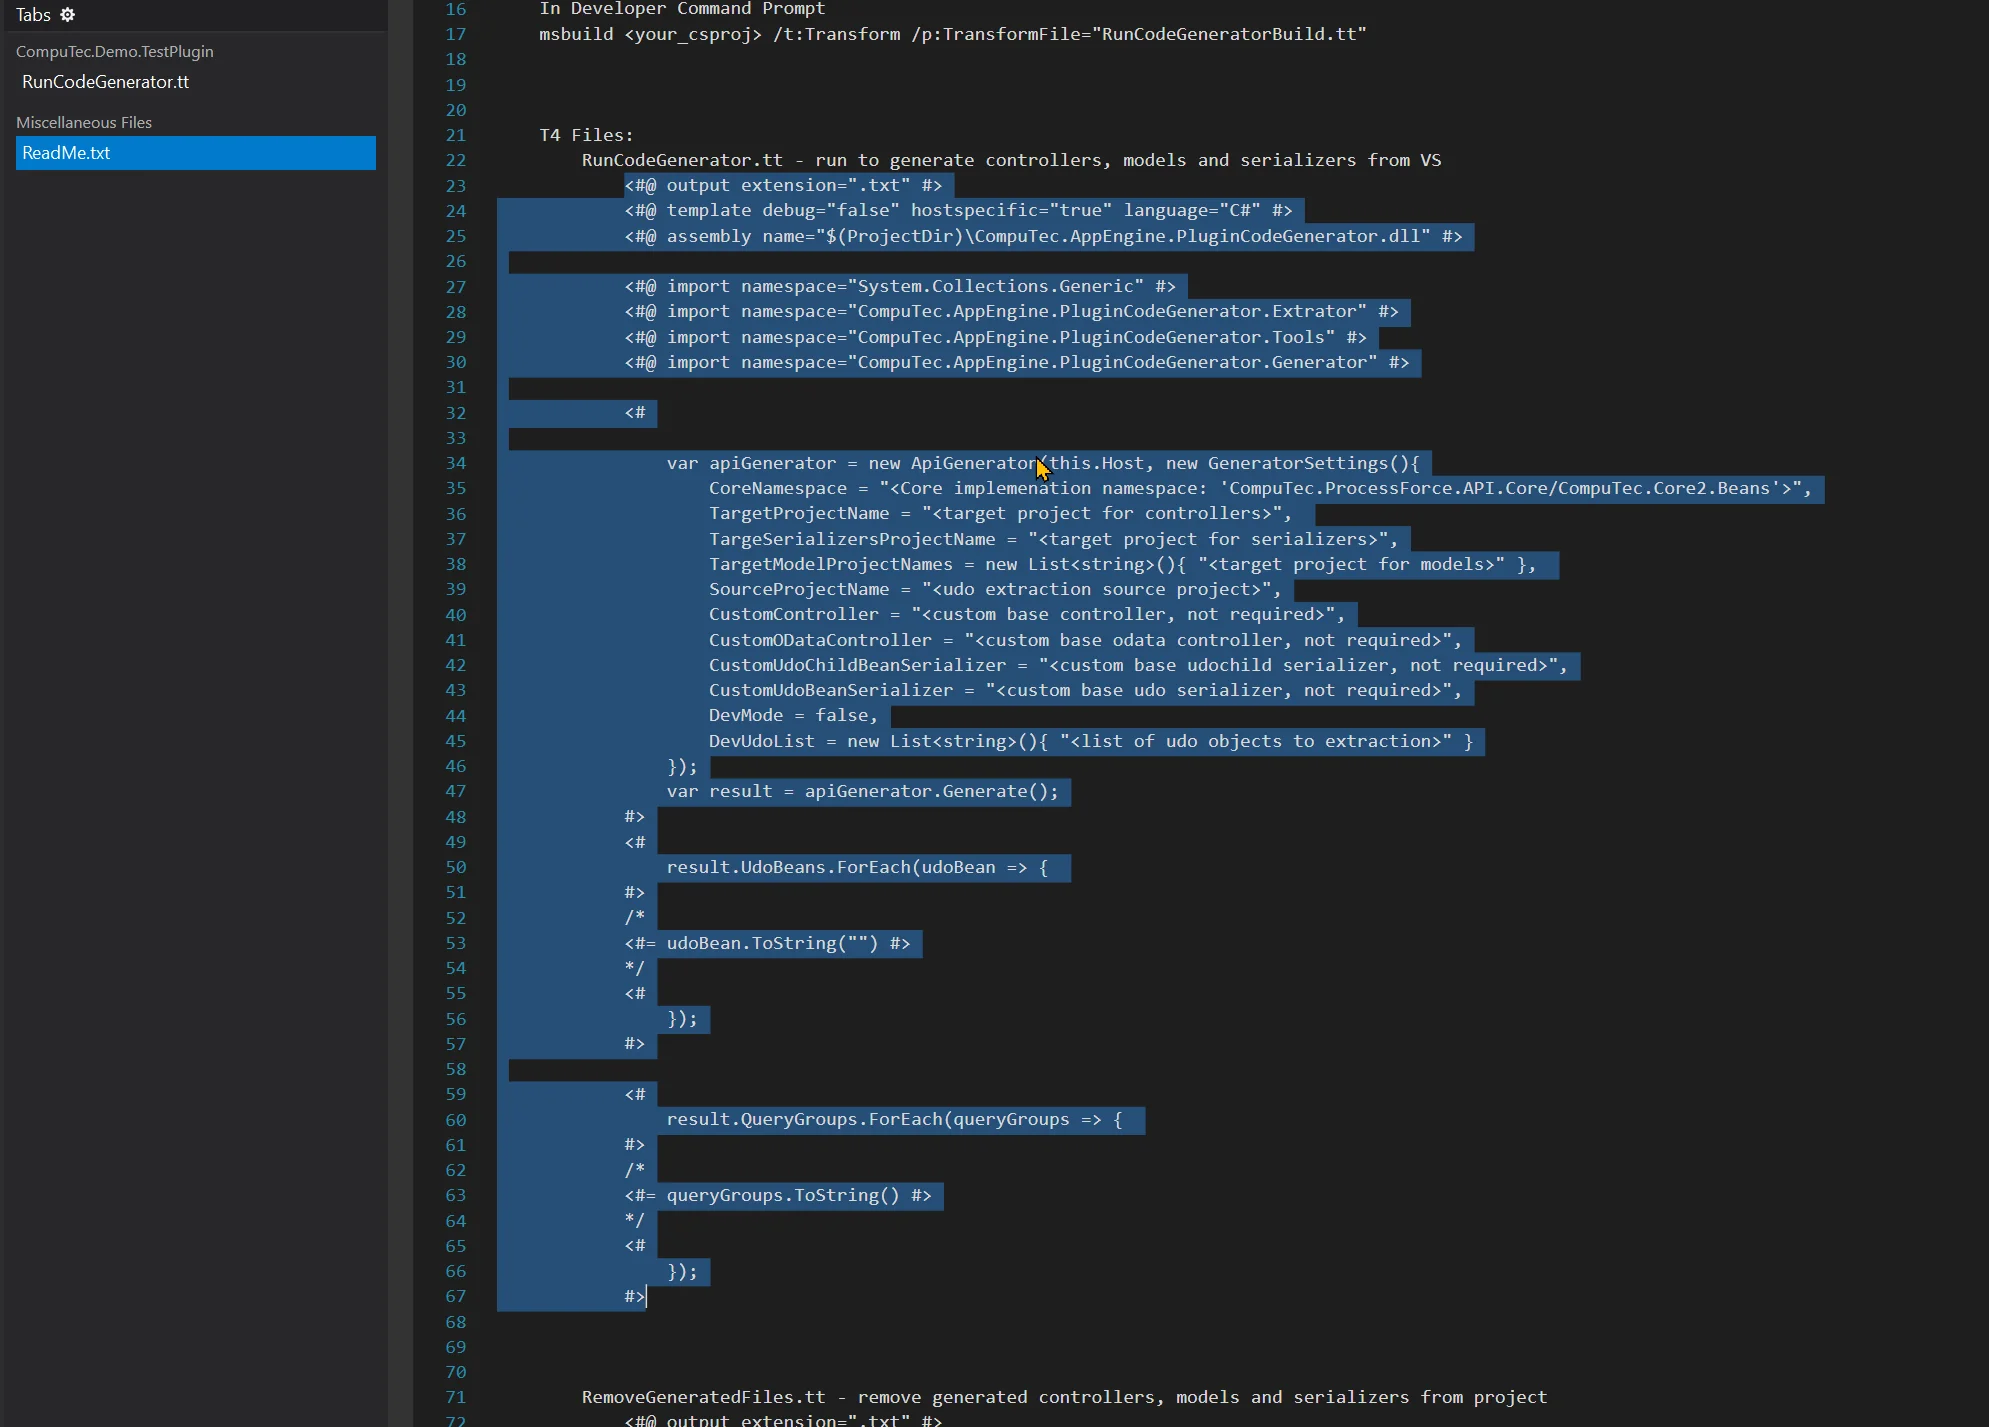 Tabs
CompuTec.Demo.TestPlugin
RunCodeGenerator.tt
Miscellaneous Files
ReadMe.txt
16 In Developer Command Prompt
17 msbuild <your_csproj> /t:Transform /p:TransformFile="RunCodeGeneratorBuild.tt"
18
19
20
21 T4 Files:
22 RunCodeGenerator.tt - run to generate controllers, models and serializers from VS
23 <#@ output extension=".txt" #>
24 <#@ template debug="false" hostspecific="true" language="C#" #>
25 <#@ assembly name="$(ProjectDir)\CompuTec.AppEngine.PluginCodeGenerator.dll" #>
26
27 <#@ import namespace="System.Collections.Generic" #>
28 <#@ import namespace="CompuTec.AppEngine.PluginCodeGenerator.Extrator" #>
29 <#@ import namespace="CompuTec.AppEngine.PluginCodeGenerator.Tools" #>
30 <#@ import namespace="CompuTec.AppEngine.PluginCodeGenerator.Generator" #>
31
32 <#
33
34 var apiGenerator = new ApiGenerator(this.Host, new GeneratorSettings(){
35 CoreNamespace = "<Core implemenation namespace: 'CompuTec.ProcessForce.API.Core/CompuTec.Core2.Beans'>",
36 TargetProjectName = "<target project for controllers>",
37 TargeSerializersProjectName = "<target project for serializers>",
38 TargetModelProjectNames = new List<string>(){ "<target project for models>" },
39 SourceProjectName = "<udo extraction source project>",
40 CustomController = "<custom base controller, not required>",
41 CustomODataController = "<custom base odata controller, not required>",
42 CustomUdoChildBeanSerializer = "<custom base udochild serializer, not required>",
43 CustomUdoBeanSerializer = "<custom base udo serializer, not required>",
44 DevMode = false,
45 DevUdoList = new List<string>(){ "<list of udo objects to extraction>" }
46 });
47 var result = apiGenerator.Generate();
48 #>
49 <#
50 result.UdoBeans.ForEach(udoBean => {
51 #>
52 /*
53 <#= udoBean.ToString("") #>
54 */
55 <#
56 });
57 #>
58
59 <#
60 result.QueryGroups.ForEach(queryGroups => {
61 #>
62 /*
63 <#= queryGroups.ToString() #>
64 */
65 <#
66 });
67 #>
68
69
70
71 RemoveGeneratedFiles.tt - remove generated controllers, models and serializers from project
72 <#@ output extension=".txt" #>